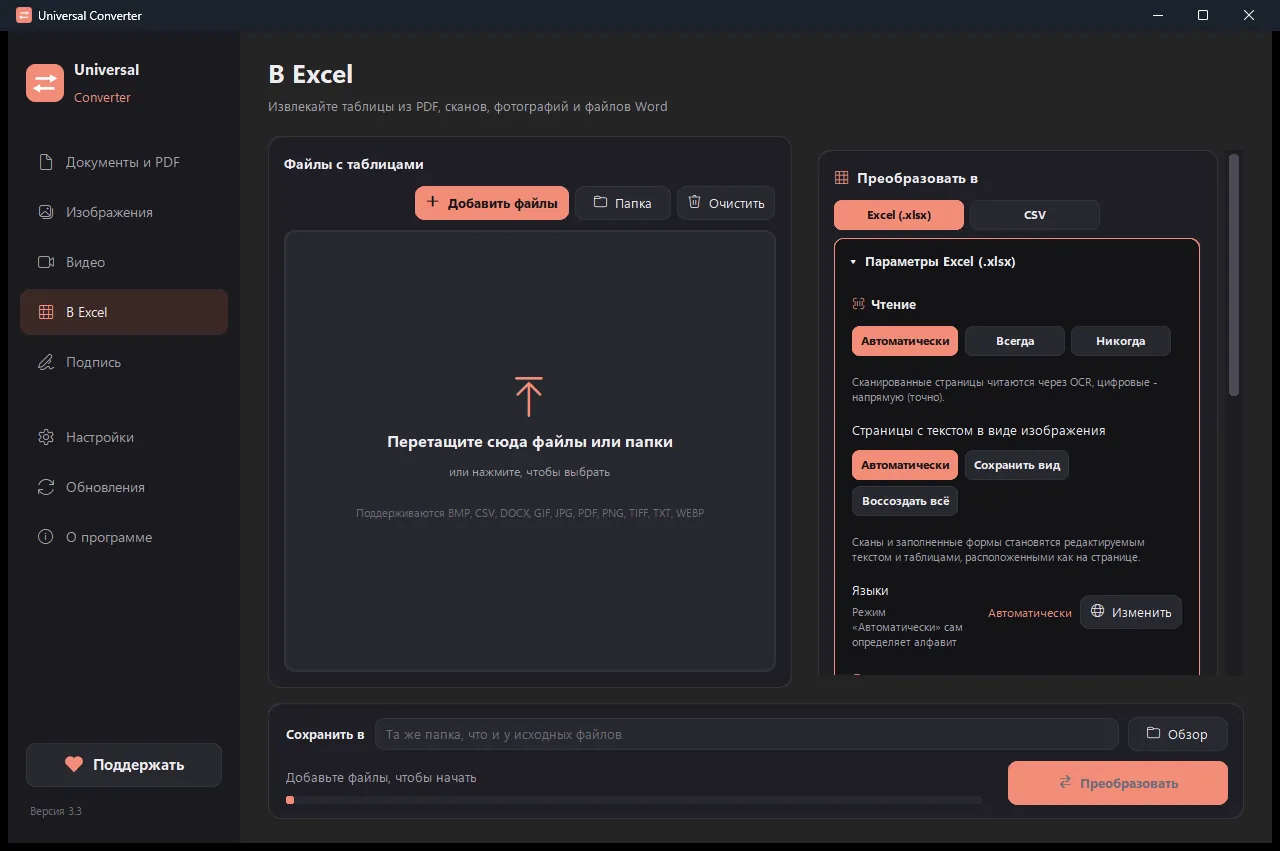 Universal Converter
Universal
Converter
Документы и PDF
Изображения
Видео
В Excel
Подпись
Настройки
Обновления
О программе
Поддержать
Версия 3.3
В Excel
Извлекайте таблицы из PDF, сканов, фотографий и файлов Word
Файлы с таблицами
Добавить файлы
Папка
Очистить
Перетащите сюда файлы или папки
или нажмите, чтобы выбрать
Поддерживаются BMP, CSV, DOCX, GIF, JPG, PDF, PNG, TIFF, TXT, WEBP
Преобразовать в
Excel (.xlsx)
CSV
Параметры Excel (.xlsx)
Чтение
Автоматически
Всегда
Никогда
Сканированные страницы читаются через OCR, цифровые -
напрямую (точно).
Страницы с текстом в виде изображения
Автоматически
Сохранить вид
Воссоздать всё
Сканы и заполненные формы становятся редактируемым
текстом и таблицами, расположенными как на странице.
Языки
Режим
«Автоматически» сам
определяет алфавит
Автоматически
Изменить
Сохранить в
Та же папка, что и у исходных файлов
Обзор
Добавьте файлы, чтобы начать
Преобразовать